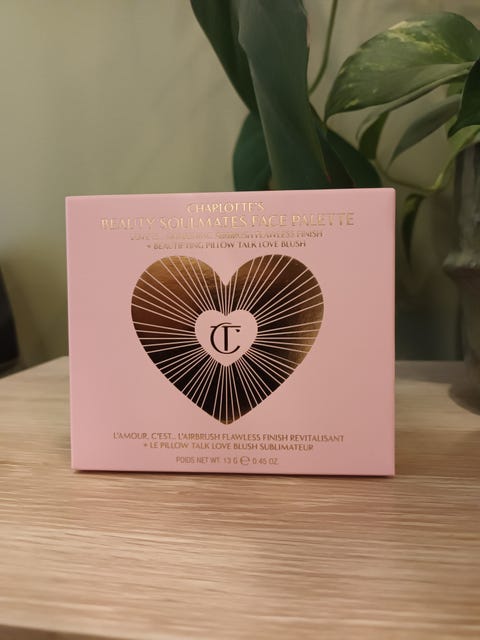 CHARLOTTE'S
BEAUTY SOULMATES FACE PALETTE
AIRBRUSH FLAWLESS FINISH
+ BEAUTIFYING PILLOW TALK LOVE BLUSH
CT
L'AMOUR, C'EST... L'AIRBRUSH FLAWLESS FINISH REVITALISANT
+ LE PILLOW TALK LOVE BLUSH SUBLIMATEUR
POIDS NET WT. 13 G ℮ 0.45 OZ.